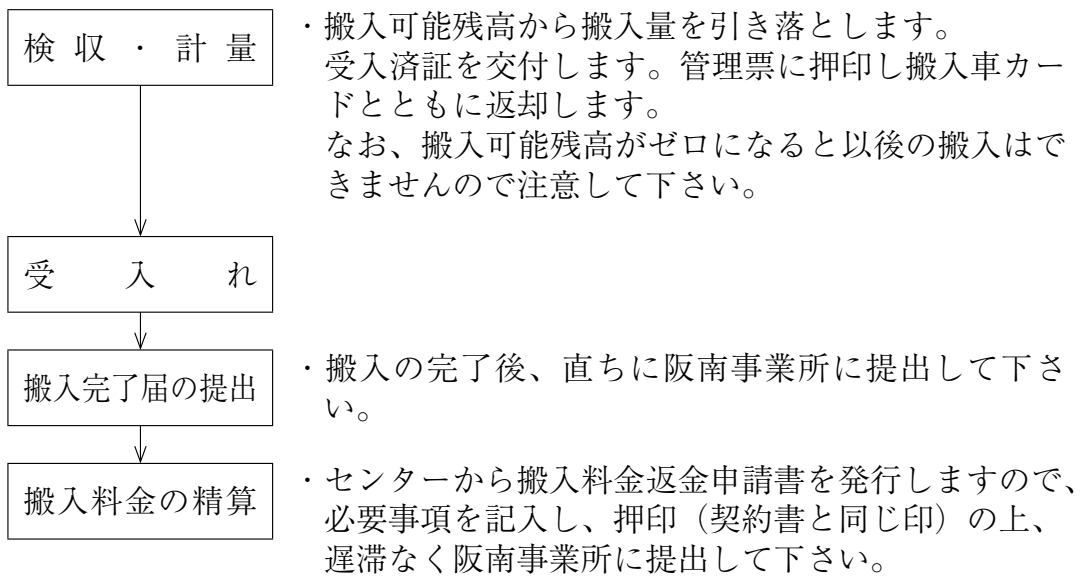 検収・計量
・搬入可能残高から搬入量を引き落とします。
受入済証を交付します。管理票に押印し搬入車カー
ドとともに返却します。
なお、搬入可能残高がゼロになると以後の搬入はで
きませんので注意して下さい。
受入れ
搬入完了届の提出
・搬入の完了後、直ちに阪南事業所に提出して下さ
い。
搬入料金の精算
・センターから搬入料金返金申請書を発行しますので、
必要事項を記入し、押印（契約書と同じ印）の上、
遅滞なく阪南事業所に提出して下さい。